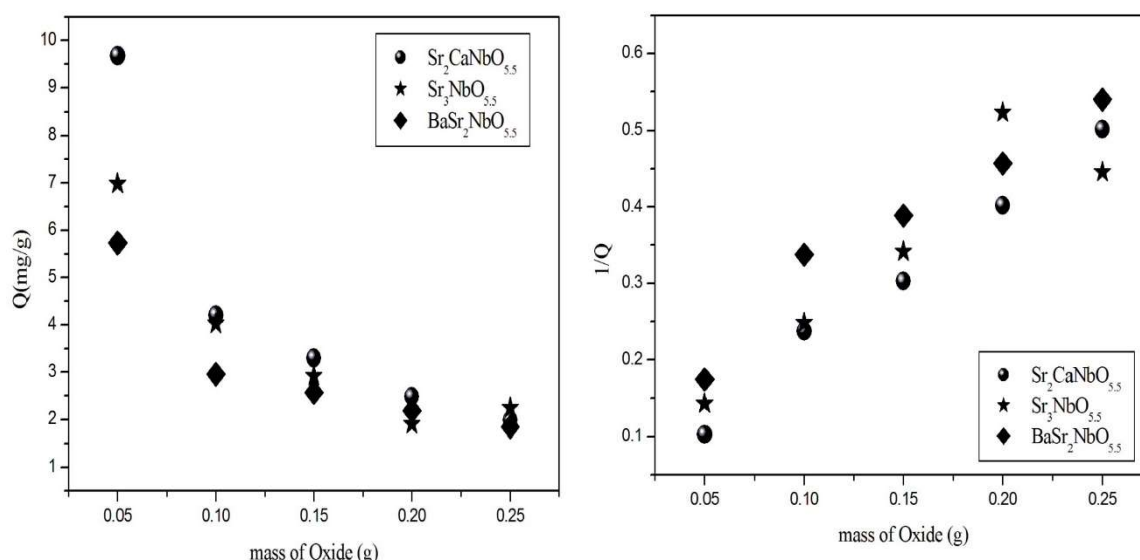 10
9
8
7
6
5
4
3
2
1
Q(mg/g)
Sr2CaNbO5.5
Sr3NbO5.5
BaSr2NbO5.5
0.05 0.10 0.15 0.20 0.25
mass of Oxide (g)
0.6
0.5
0.4
0.3
0.2
0.1
1/Q
Sr2CaNbO5.5
Sr3NbO5.5
BaSr2NbO5.5
0.05 0.10 0.15 0.20 0.25
mass of Oxide (g)